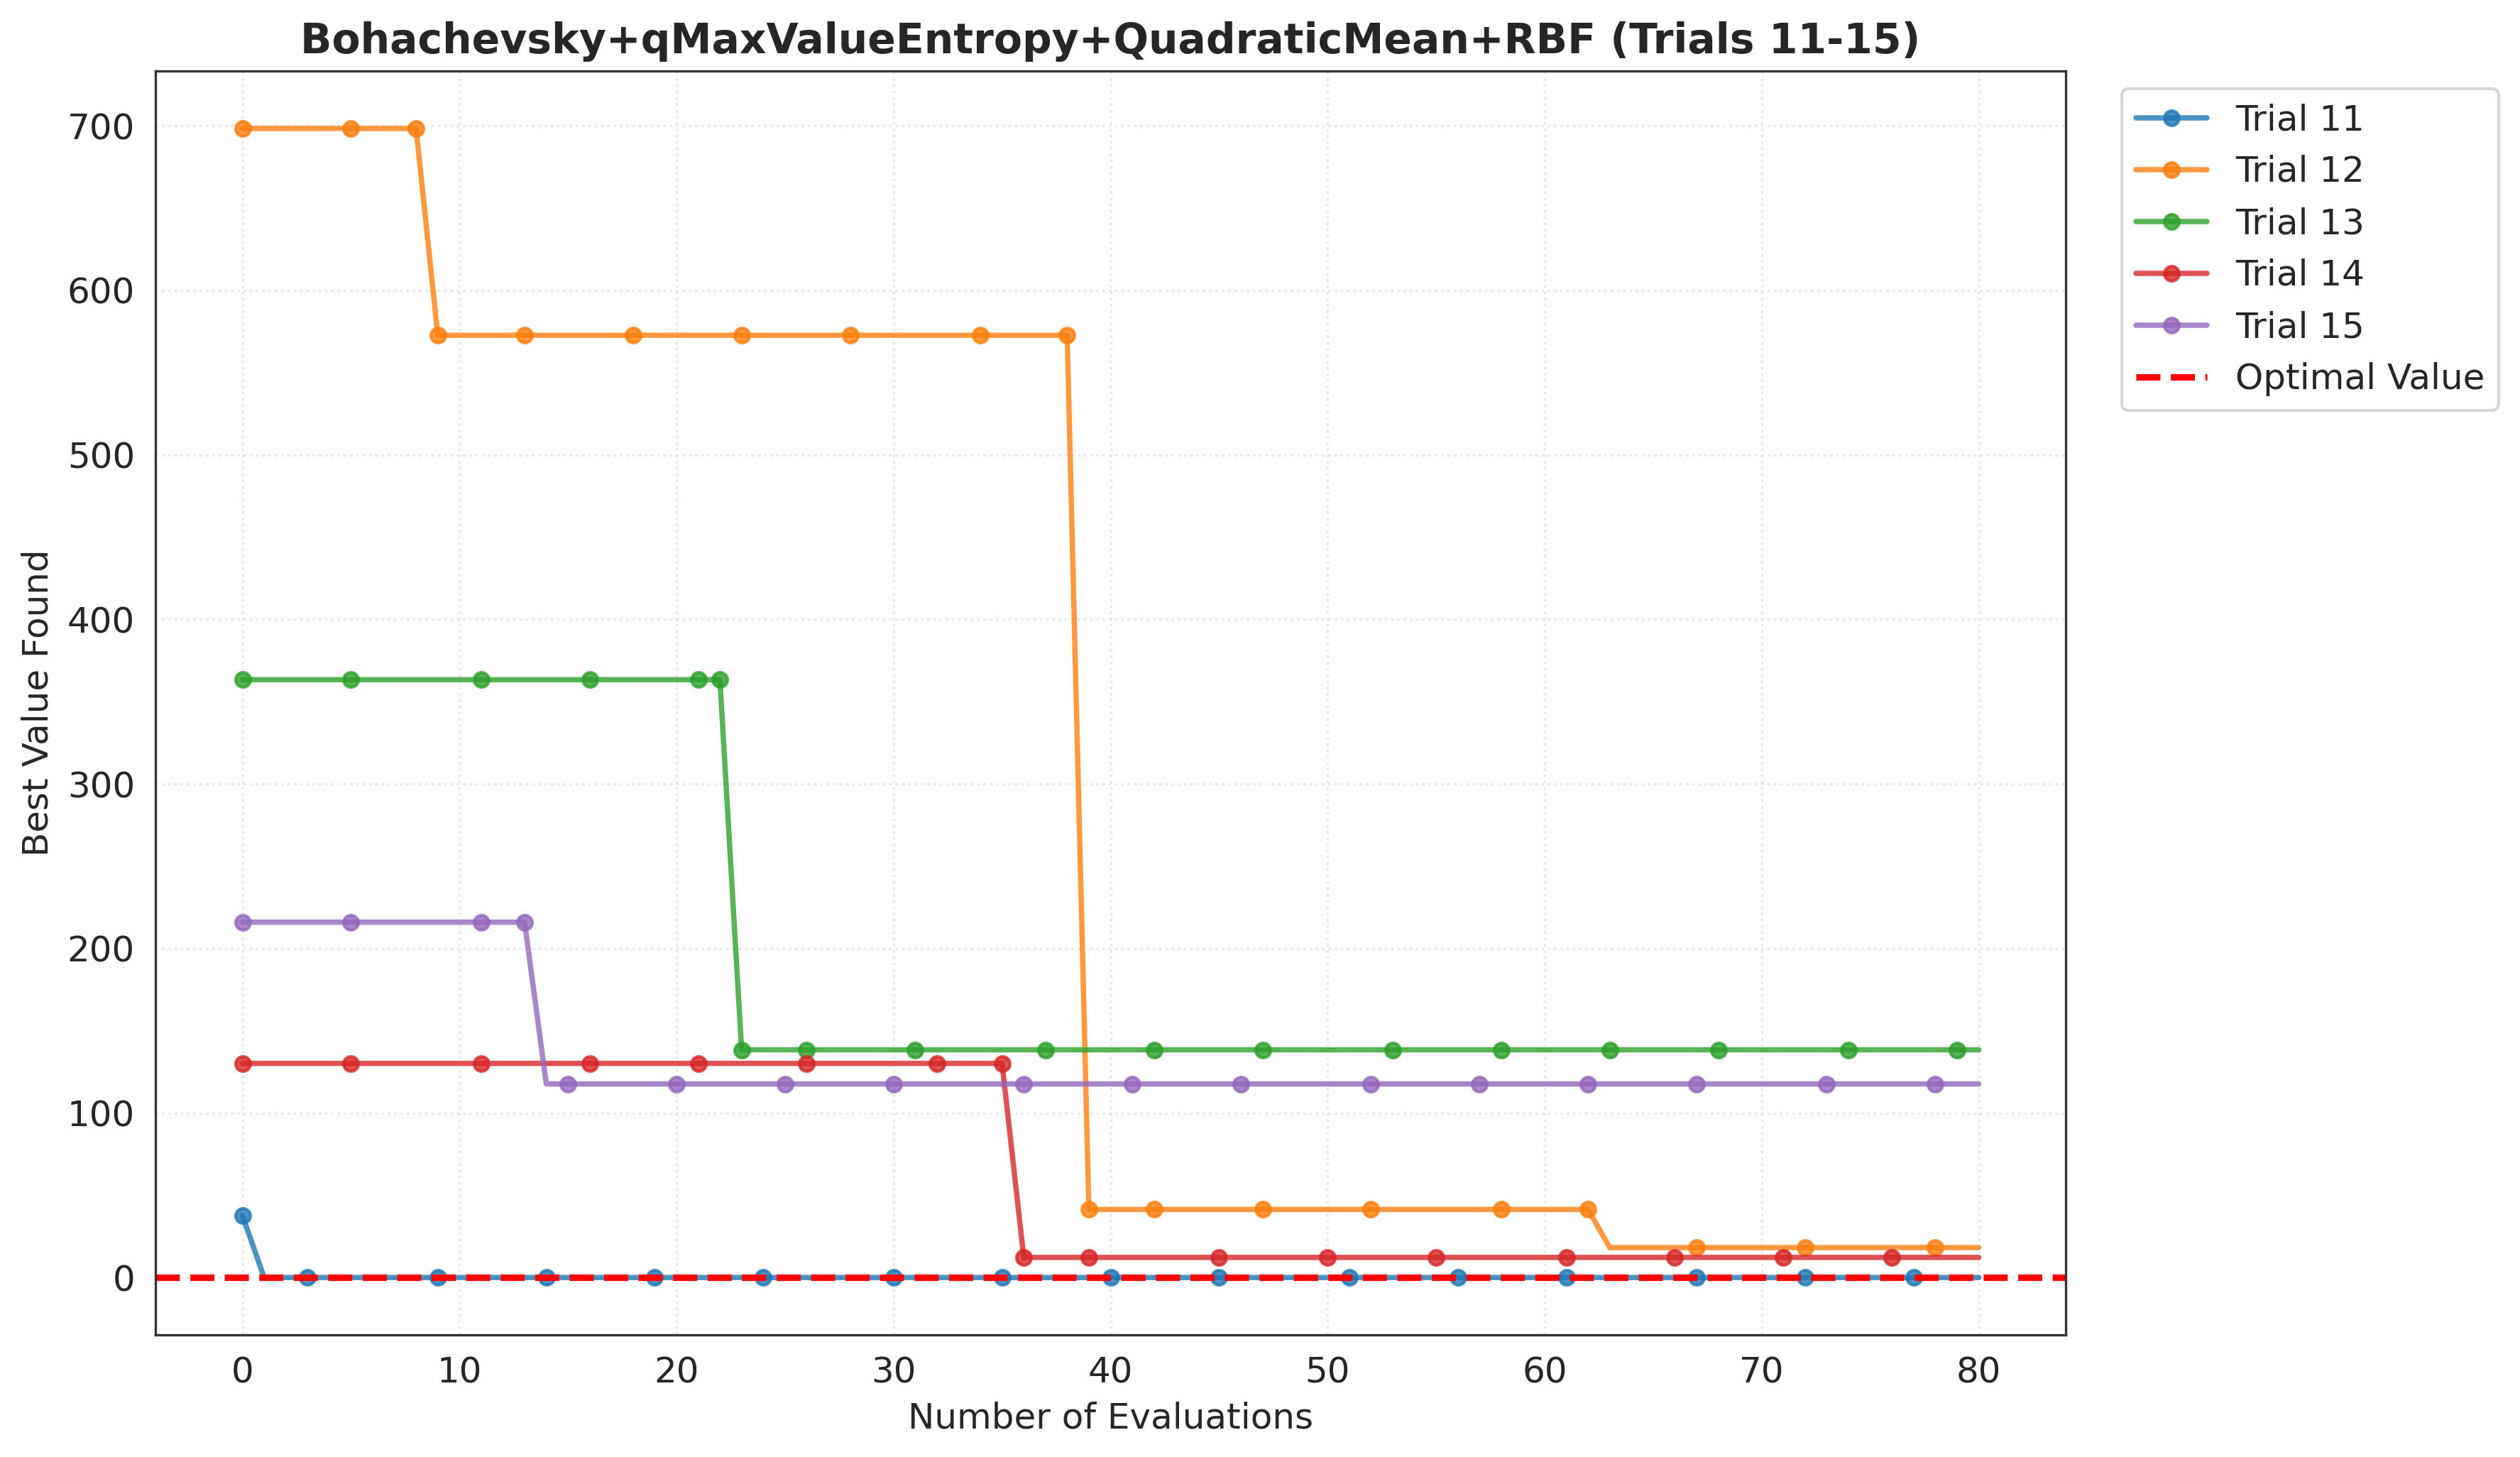 Bohachevsky+qMaxValueEntropy+QuadraticMean+RBF (Trials 11-15)
Best Value Found
700
600
500
400
300
200
100
0
0 10 20 30 40 50 60 70 80
Number of Evaluations
Trial 11
Trial 12
Trial 13
Trial 14
Trial 15
Optimal Value